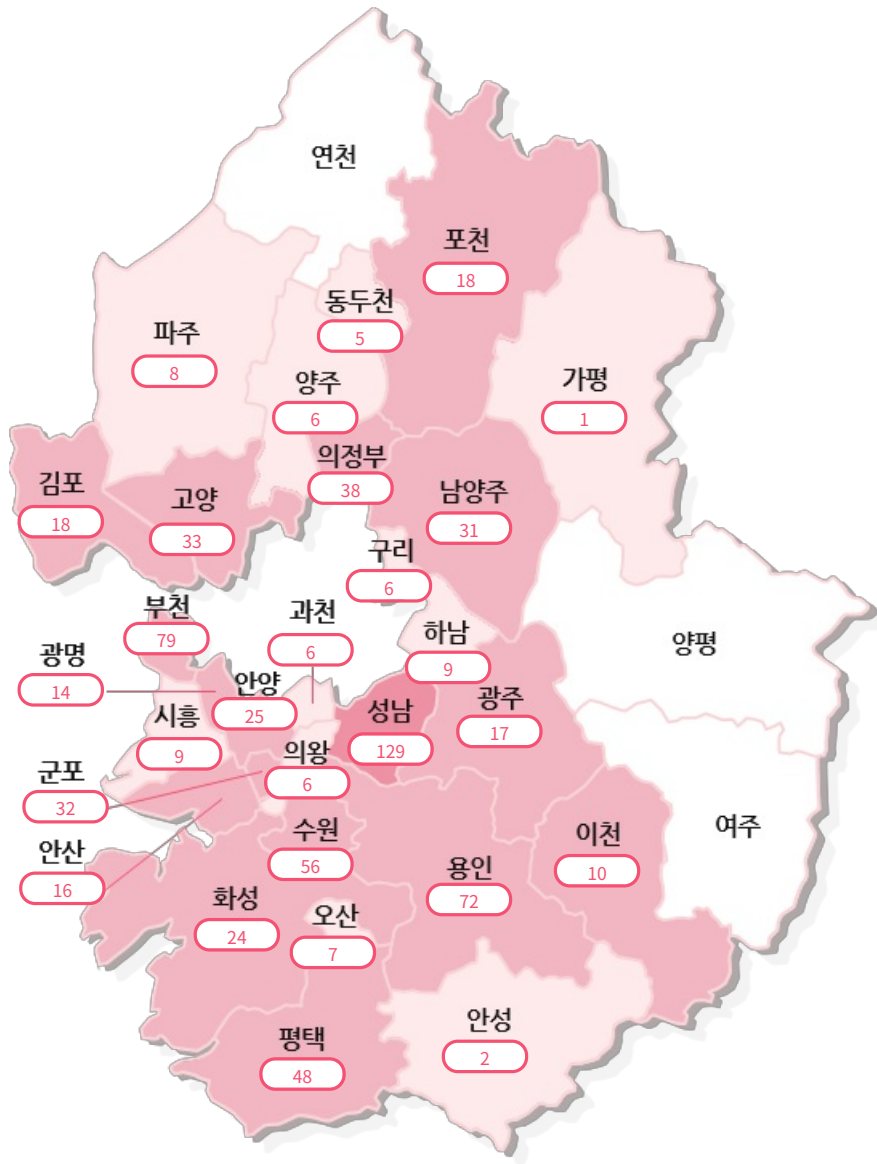 연천
포천
18
동두천
5
파주
8
양주
6
가평
1
의정부
38
김포
18
고양
33
남양주
31
구리
6
부천
79
과천
6
하남
9
양평
광명
14
안양
25
시흥
9
성남
129
광주
17
의왕
6
군포
32
수원
56
이천
10
여주
안산
16
화성
24
용인
72
오산
7
안성
2
평택
48